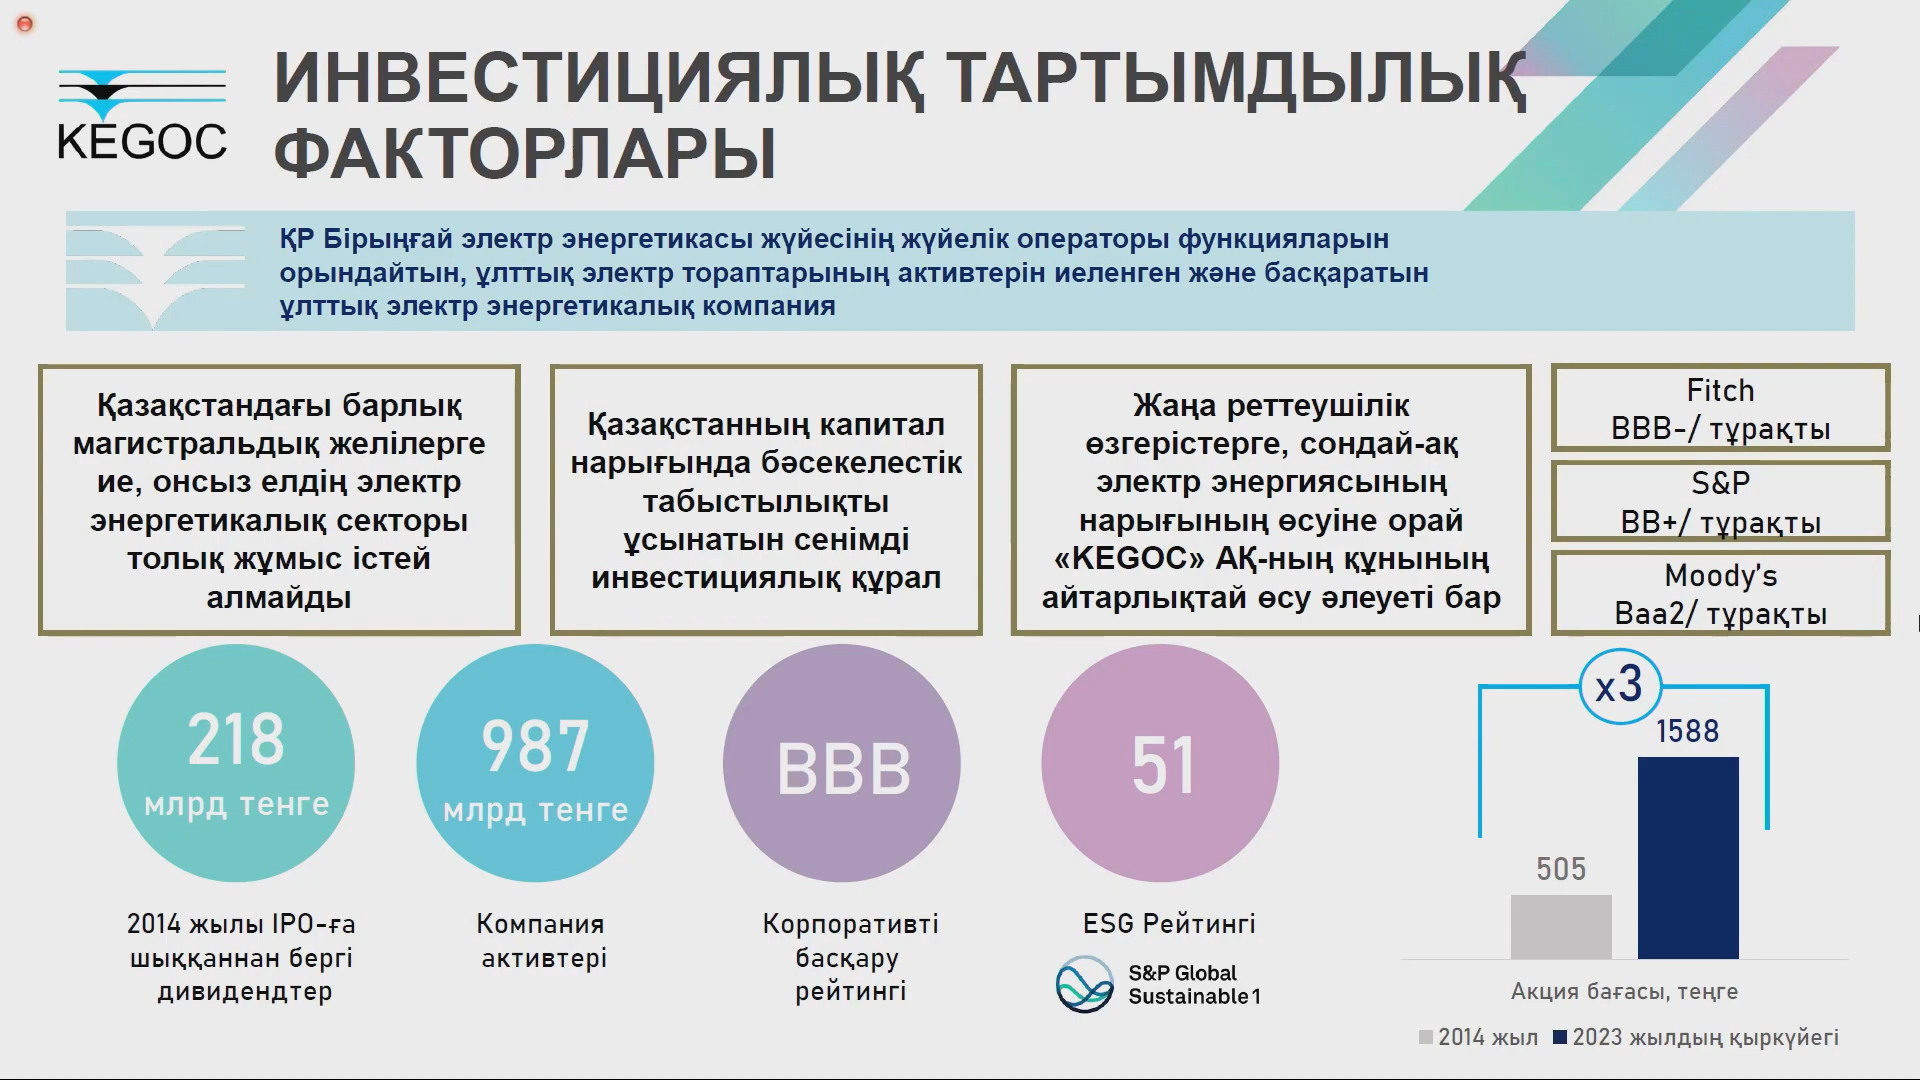 KEGOC
ИНВЕСТИЦИЯЛЫҚ ТАРТЫМДЫЛЫҚ
ФАКТОРЛАРЫ
ҚР Бірыңғай электр энергетикасы жүйесінің жүйелік операторы функцияларын
орындайтын, ұлттық электр тораптарының активтерін иеленген және басқаратын
ұлттық электр энергетикалық компания
Қазақстандағы барлық
магистральдық желілерге
ие, онсыз елдің электр
энергетикалық секторы
толық жұмыс істей
алмайды
Қазақстанның капитал
нарығында бәсекелестік
табыстылықты
ұсынатын сенімді
инвестициялық құрал
Жаңа реттеушілік
өзгерістерге, сондай-ақ
электр энергиясының
нарығының өсуіне орай
«KEGOC» АҚ-ның құнының
айтарлықтай өсу әлеуеті бар
Fitch
BBB-/ тұрақты
S&P
BB+/ тұрақты
Moody’s
Baa2/ тұрақты
218
млрд тенге
2014 жылы IPO-ға
шыққаннан бергі
дивидендтер
987
млрд тенге
Компания
активтері
BBB
Корпоративті
басқару
рейтингі
51
ESG Рейтингі
S&P Global
Sustainable1
x3
1588
505
Акция бағасы, теңге
2014 жыл
2023 жылдың қыркүйегі